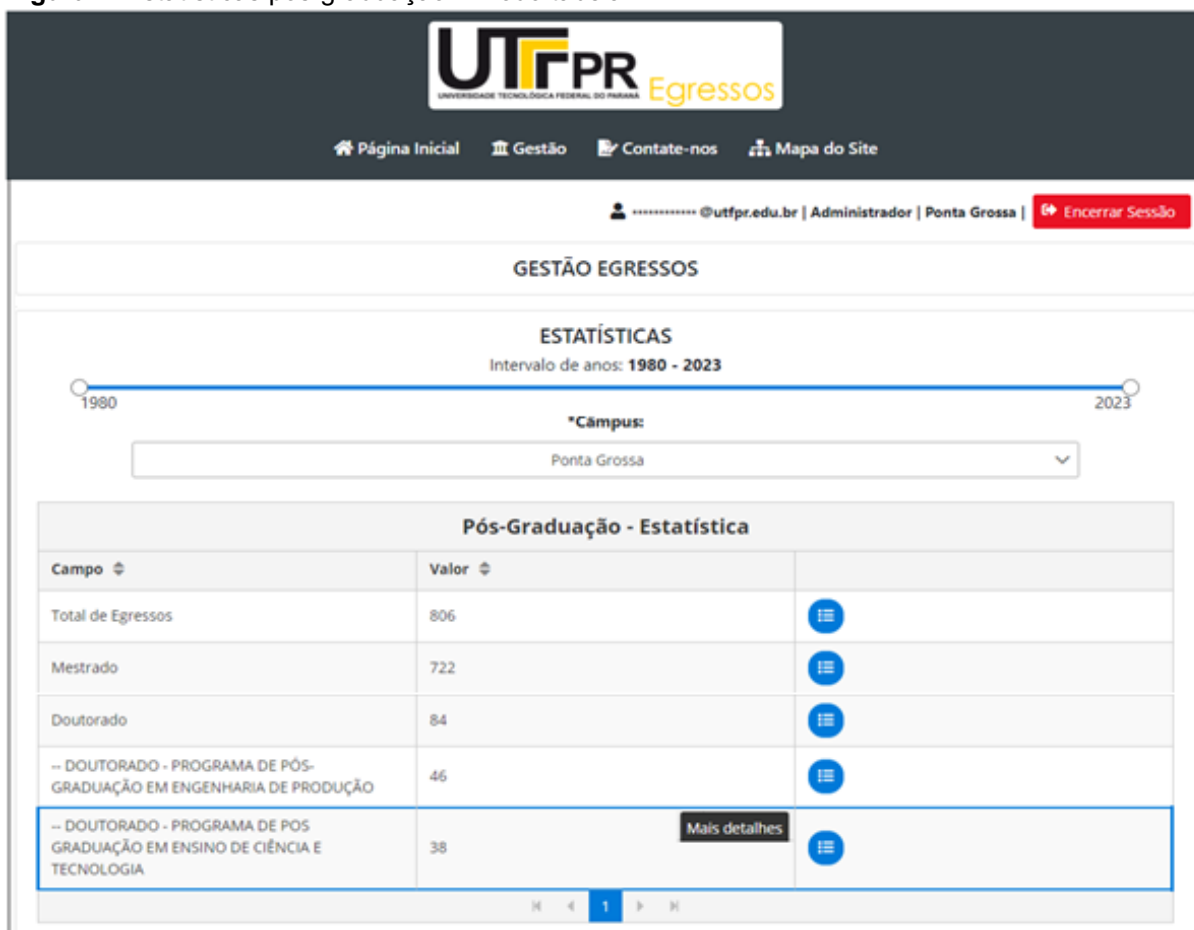 UTFPR
UNIVERSIDADE TECNOLÓGICA FEDERAL DO PARANÁ
Egressos
Página Inicial Gestão Contate-nos Mapa do Site
············· @utfpr.edu.br | Administrador | Ponta Grossa | Encerrar Sessão
GESTÃO EGRESSOS
ESTATÍSTICAS
Intervalo de anos: 1980 - 2023
1980 2023
*Câmpus:
Ponta Grossa
Pós-Graduação - Estatística
Campo Valor
Total de Egressos 806
Mestrado 722
Doutorado 84
-- DOUTORADO - PROGRAMA DE PÓS-
GRADUAÇÃO EM ENGENHARIA DE PRODUÇÃO 46
-- DOUTORADO - PROGRAMA DE POS
GRADUAÇÃO EM ENSINO DE CIÊNCIA E
TECNOLOGIA 38
Mais detalhes
1